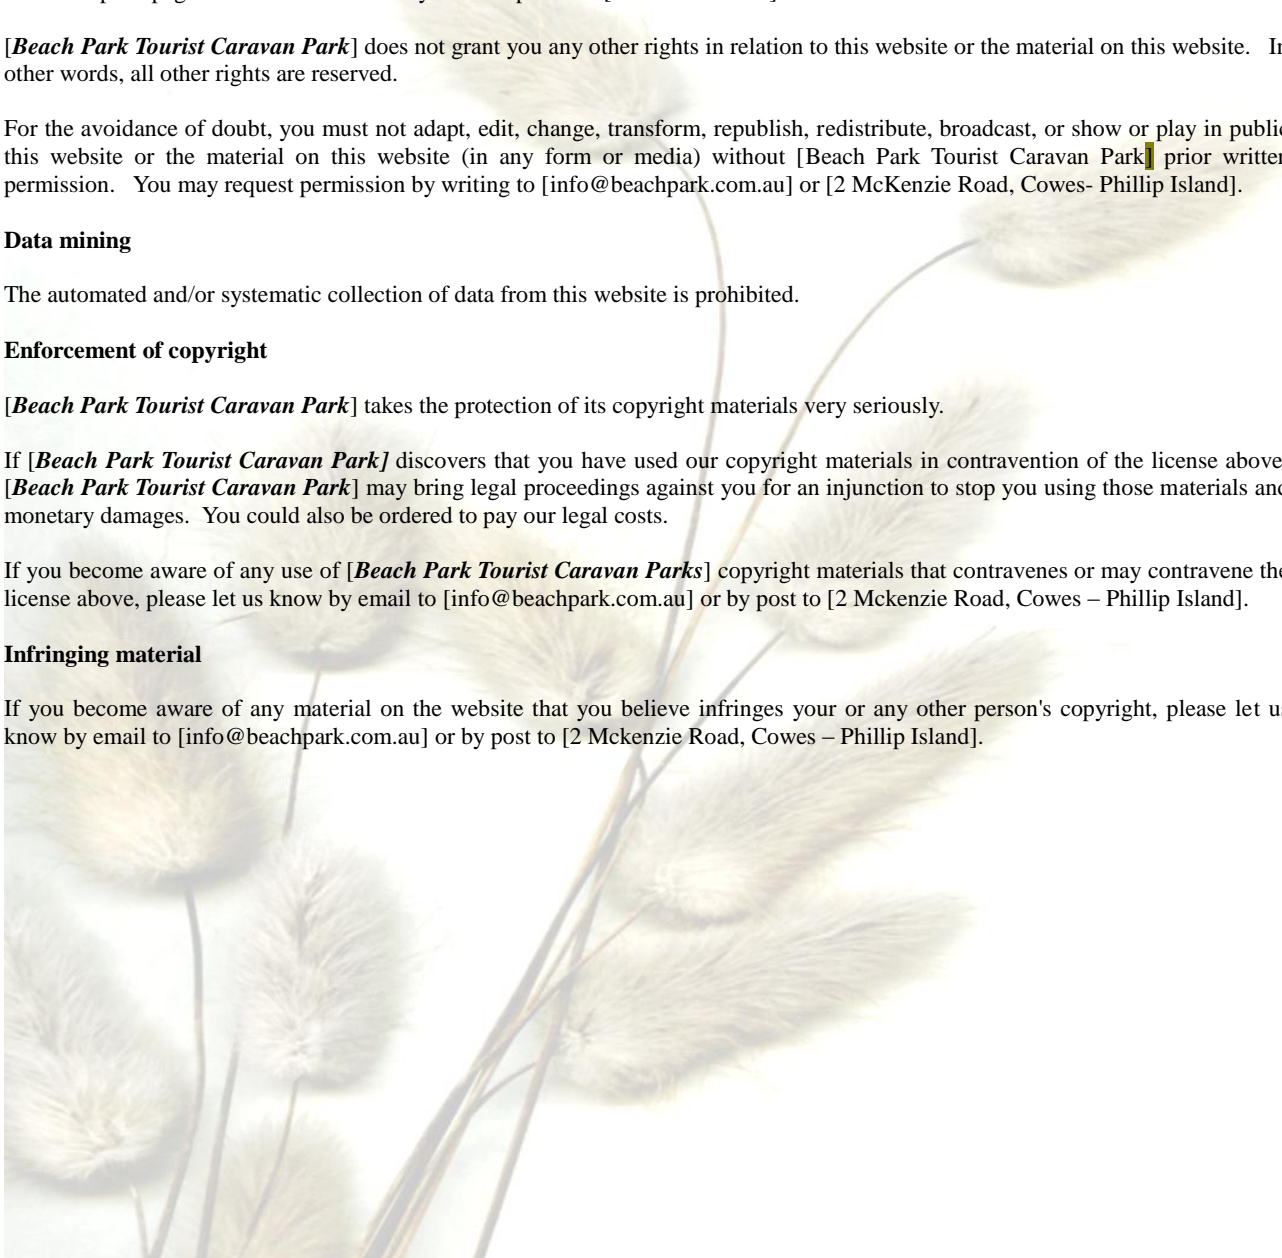 [Beach Park Tourist Caravan Park] does not grant you any other rights in relation to this website or the material on this website. In
other words, all other rights are reserved.
For the avoidance of doubt, you must not adapt, edit, change, transform, republish, redistribute, broadcast, or show or play in public
this website or the material on this website (in any form or media) without [Beach Park Tourist Caravan Park] prior written
permission. You may request permission by writing to [info@beachpark.com.au] or [2 McKenzie Road, Cowes- Phillip Island].
Data mining
The automated and/or systematic collection of data from this website is prohibited.
Enforcement of copyright
[Beach Park Tourist Caravan Park] takes the protection of its copyright materials very seriously.
If [Beach Park Tourist Caravan Park] discovers that you have used our copyright materials in contravention of the license above
[Beach Park Tourist Caravan Park] may bring legal proceedings against you for an injunction to stop you using those materials and
monetary damages. You could also be ordered to pay our legal costs.
If you become aware of any use of [Beach Park Tourist Caravan Parks] copyright materials that contravenes or may contravene the
license above, please let us know by email to [info@beachpark.com.au] or by post to [2 Mckenzie Road, Cowes – Phillip Island].
Infringing material
If you become aware of any material on the website that you believe infringes your or any other person's copyright, please let us
know by email to [info@beachpark.com.au] or by post to [2 Mckenzie Road, Cowes – Phillip Island].